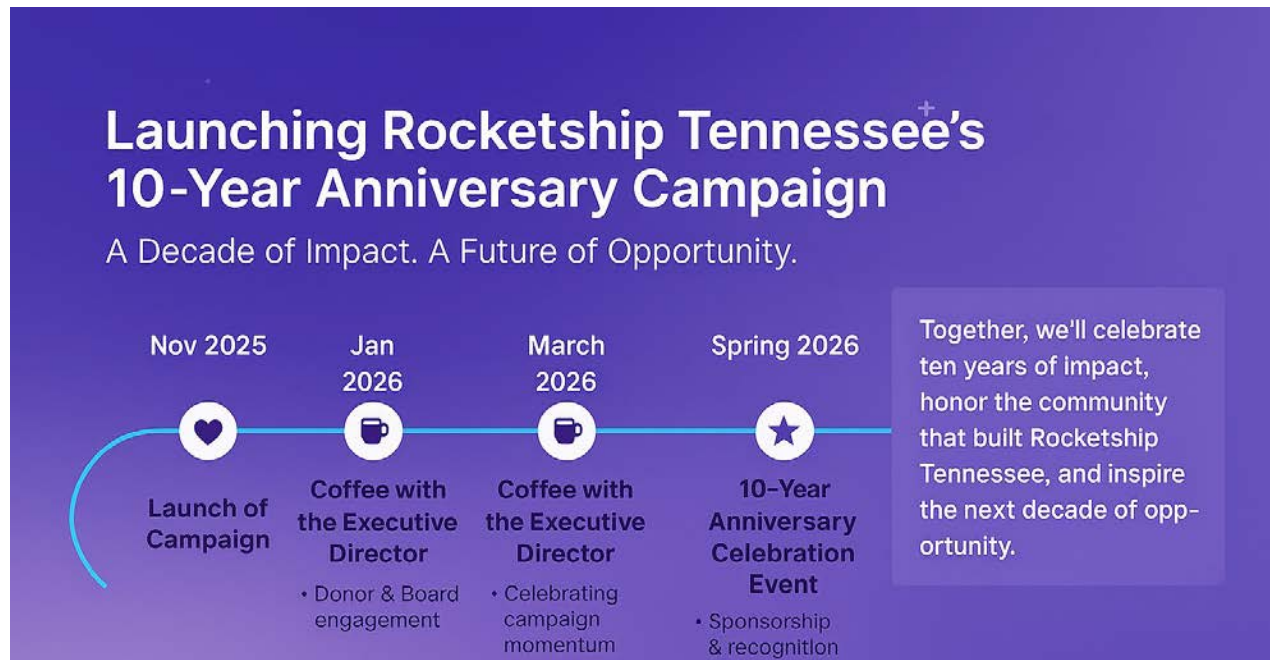 Launching Rocketship Tennessee's
10-Year Anniversary Campaign
A Decade of Impact. A Future of Opportunity.
Nov 2025
Launch of
Campaign
Jan
2026
Coffee with
the Executive
Director
• Donor & Board
engagement
March
2026
Coffee with
the Executive
Director
• Celebrating
campaign
momentum
Spring 2026
10-Year
Anniversary
Celebration
Event
• Sponsorship
& recognition
Together, we'll celebrate
ten years of impact,
honor the community
that built Rocketship
Tennessee, and inspire
the next decade of opp-
ortunity.